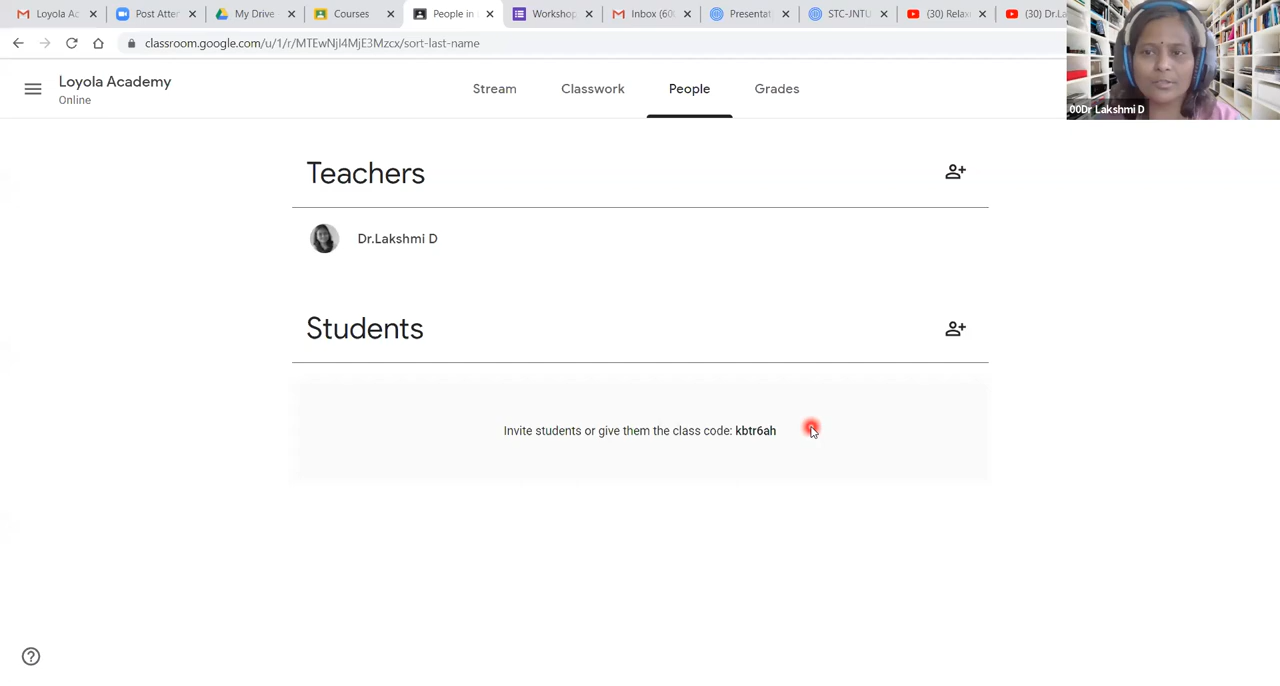 Loyola Ac
Post Atter
My Drive
Courses
People in
Workshop
Inbox (60
Presentat
STC-JNTU
(30) Relax
(30) Dr.La
classroom.google.com/u/1/r/MTEwNjI4MjE3Mzcx/sort-last-name
Loyola Academy
Online
Stream
Classwork
People
Grades
00Dr Lakshmi D
Teachers
Dr.Lakshmi D
Students
Invite students or give them the class code: kbtr6ah